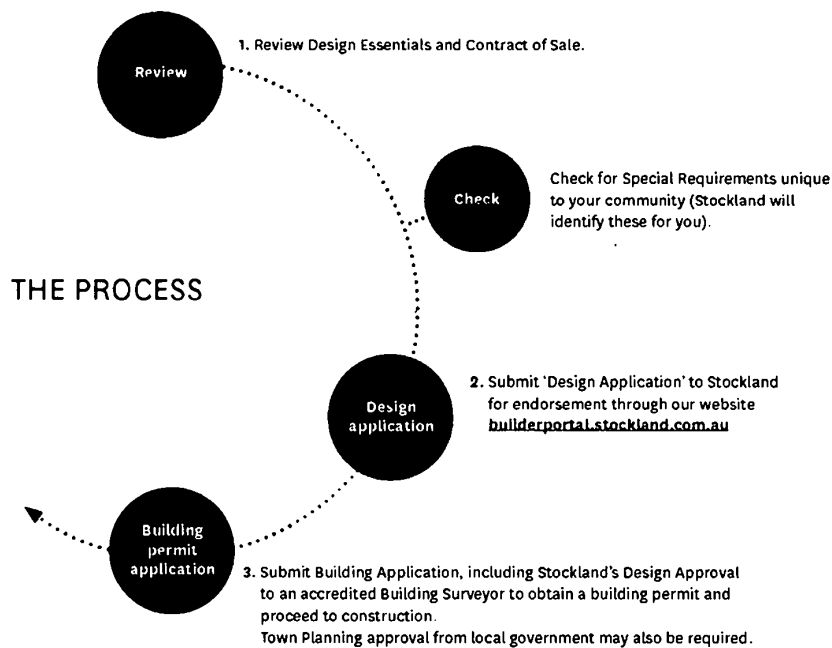 Review
1. Review Design Essentials and Contract of Sale.
Check
Check for Special Requirements unique
to your community (Stockland will
identify these for you).
THE PROCESS
Design
application
2. Submit ‘Design Application’ to Stockland
for endorsement through our website
builderportal.stockland.com.au
Building
permit
application
3. Submit Building Application, including Stockland's Design Approval
to an accredited Building Surveyor to obtain a building permit and
proceed to construction.
Town Planning approval from local government may also be required.